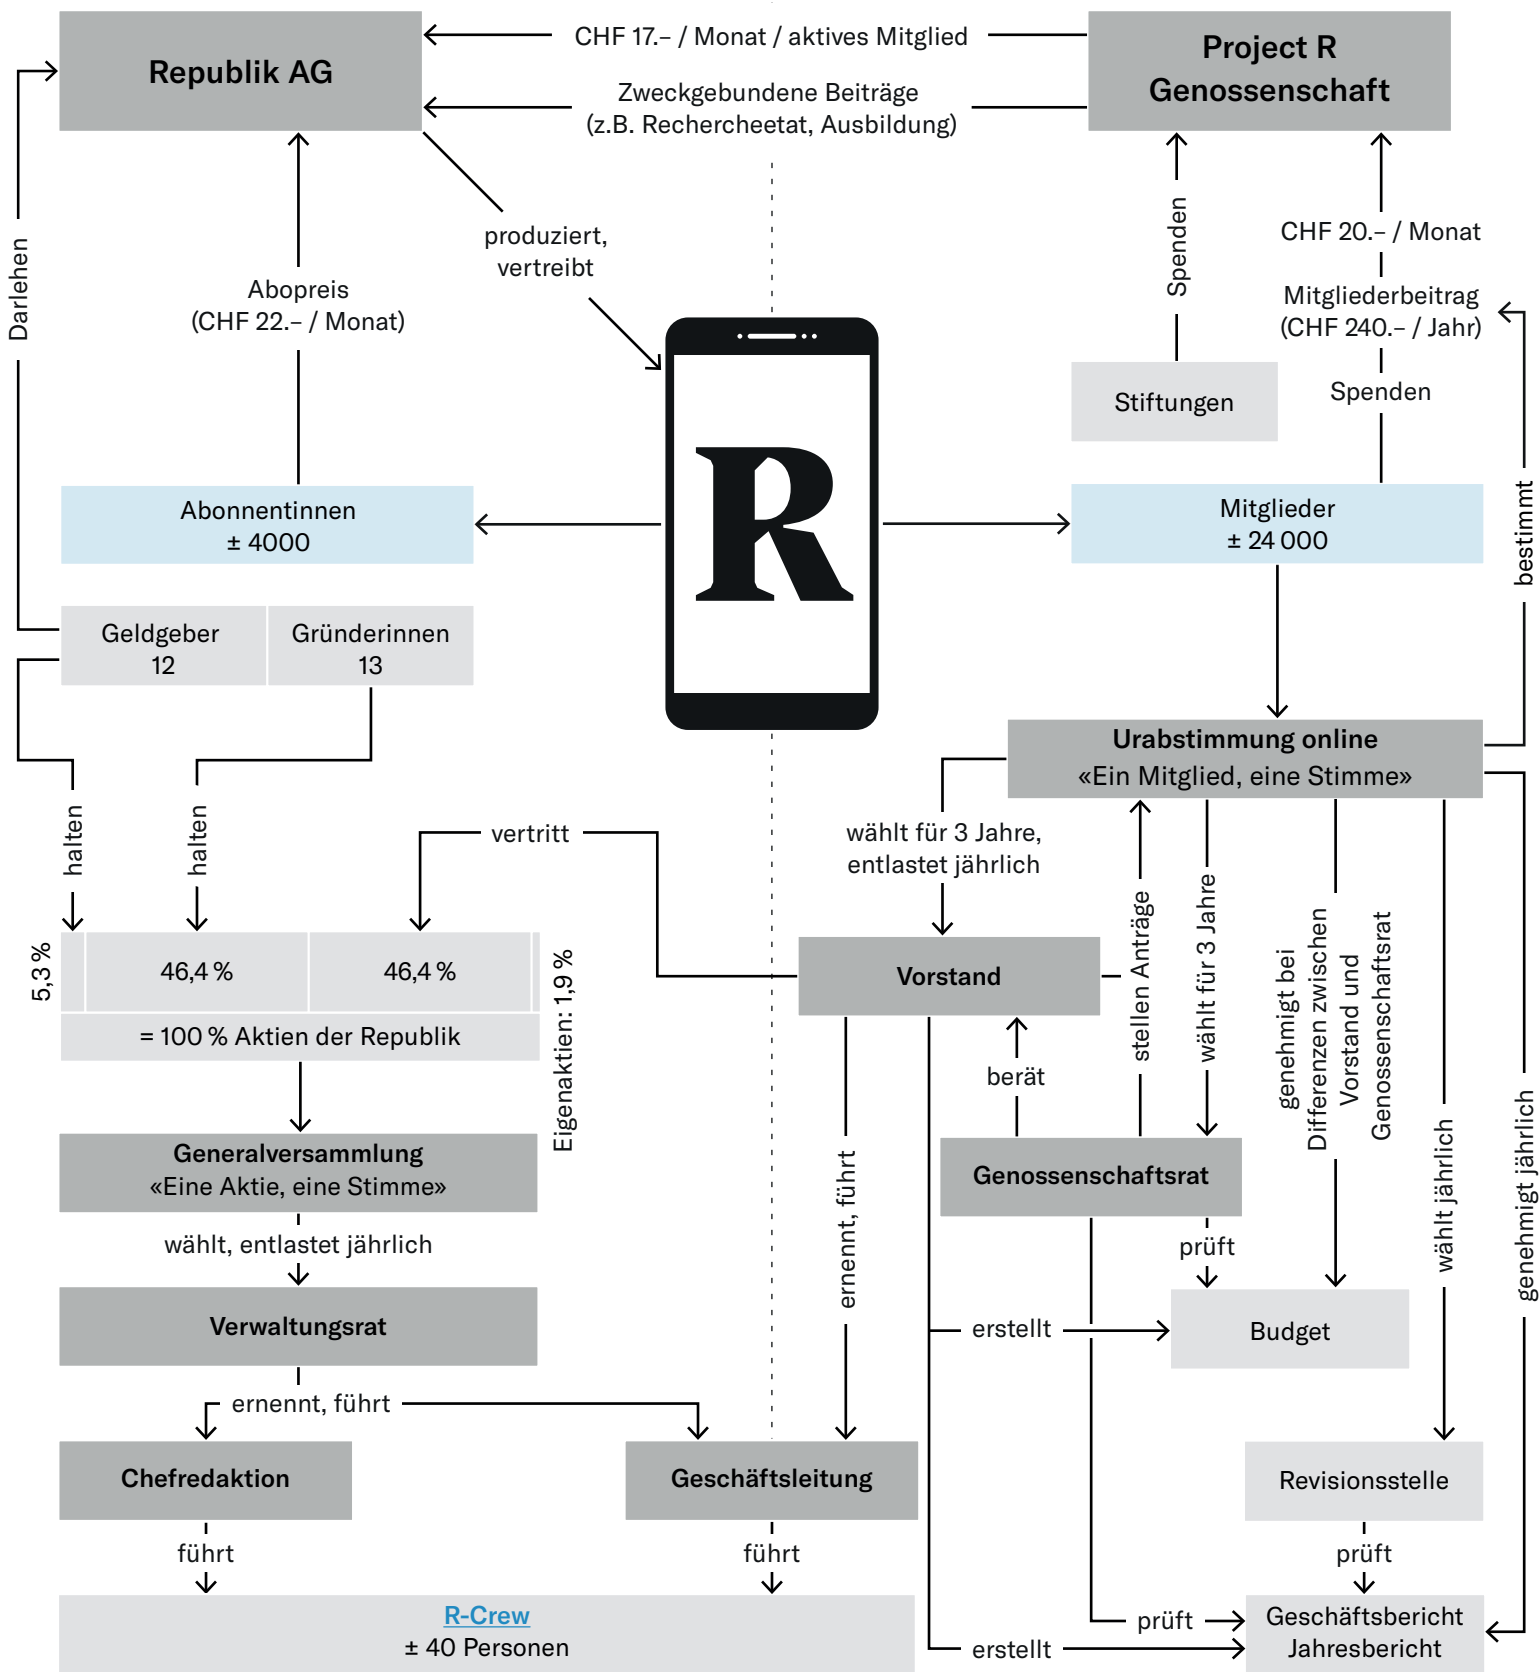 Republik AG
CHF 17.– / Monat / aktives Mitglied
Project R
Genossenschaft
Zweckgebundene Beiträge
(z.B. Rechercheetat, Ausbildung)
Darlehen
produziert,
vertreibt
Abopreis
(CHF 22.– / Monat)
Spenden
CHF 20.– / Monat
Mitgliederbeitrag
(CHF 240.– / Jahr)
Stiftungen
Spenden
R
Abonnentinnen
± 4000
Mitglieder
± 24 000
bestimmt
Geldgeber
12
Gründerinnen
13
Urabstimmung online
«Ein Mitglied, eine Stimme»
halten
halten
vertritt
wählt für 3 Jahre,
entlastet jährlich
stellen Anträge
wählt für 3 Jahre
genehmigt bei
Differenzen zwischen
Vorstand und
Genossenschaftsrat
wählt jährlich
genehmigt jährlich
5,3 %
46,4 %
46,4 %
Eigenaktien: 1,9 %
= 100 % Aktien der Republik
Vorstand
berät
ernennt, führt
Generalversammlung
«Eine Aktie, eine Stimme»
Genossenschaftsrat
wählt, entlastet jährlich
prüft
Verwaltungsrat
erstellt
Budget
ernennt, führt
Chefredaktion
Geschäftsleitung
Revisionsstelle
führt
führt
prüft
R-Crew
± 40 Personen
prüft
erstellt
Geschäftsbericht
Jahresbericht